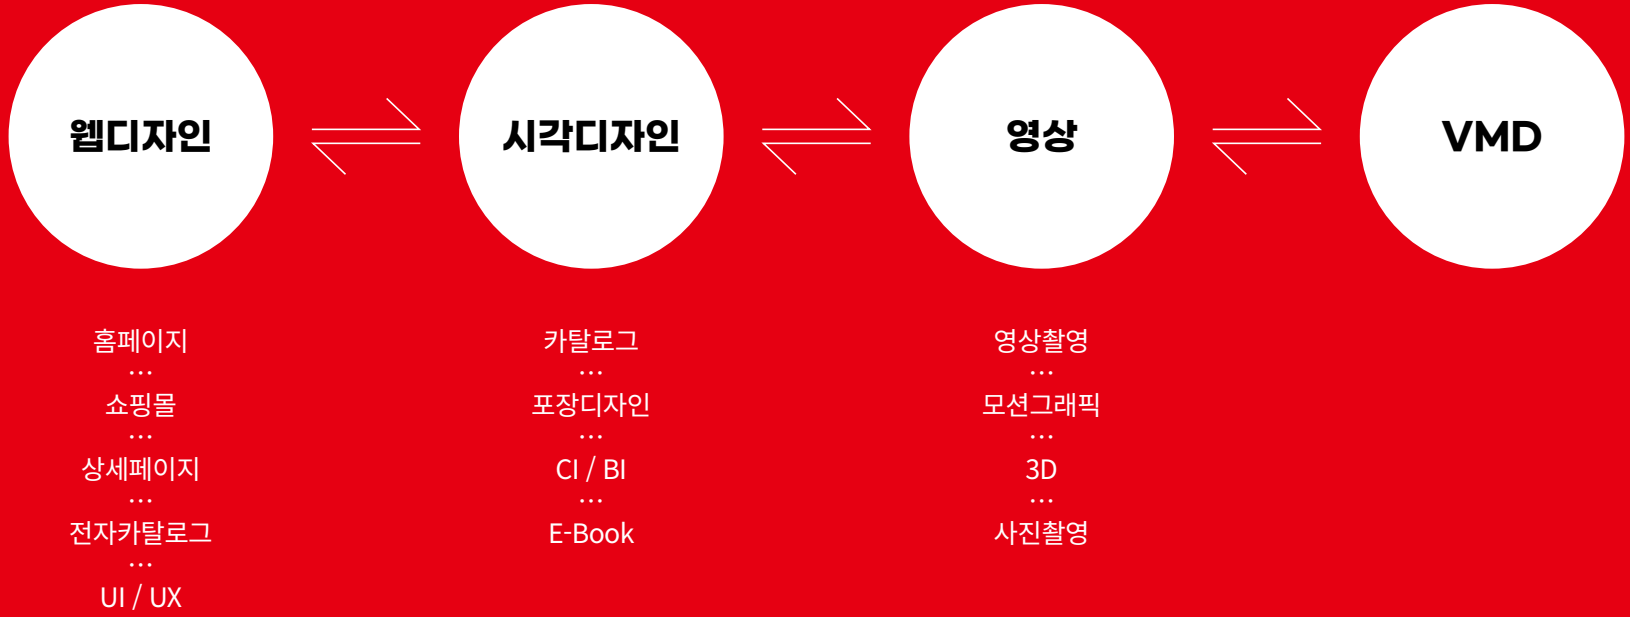 웹디자인
시각디자인
영상
VMD
홈페이지
...
쇼핑몰
...
상세페이지
...
전자카탈로그
...
UI / UX
카탈로그
...
포장디자인
...
CI / BI
...
E-Book
영상촬영
...
모션그래픽
...
3D
...
사진촬영